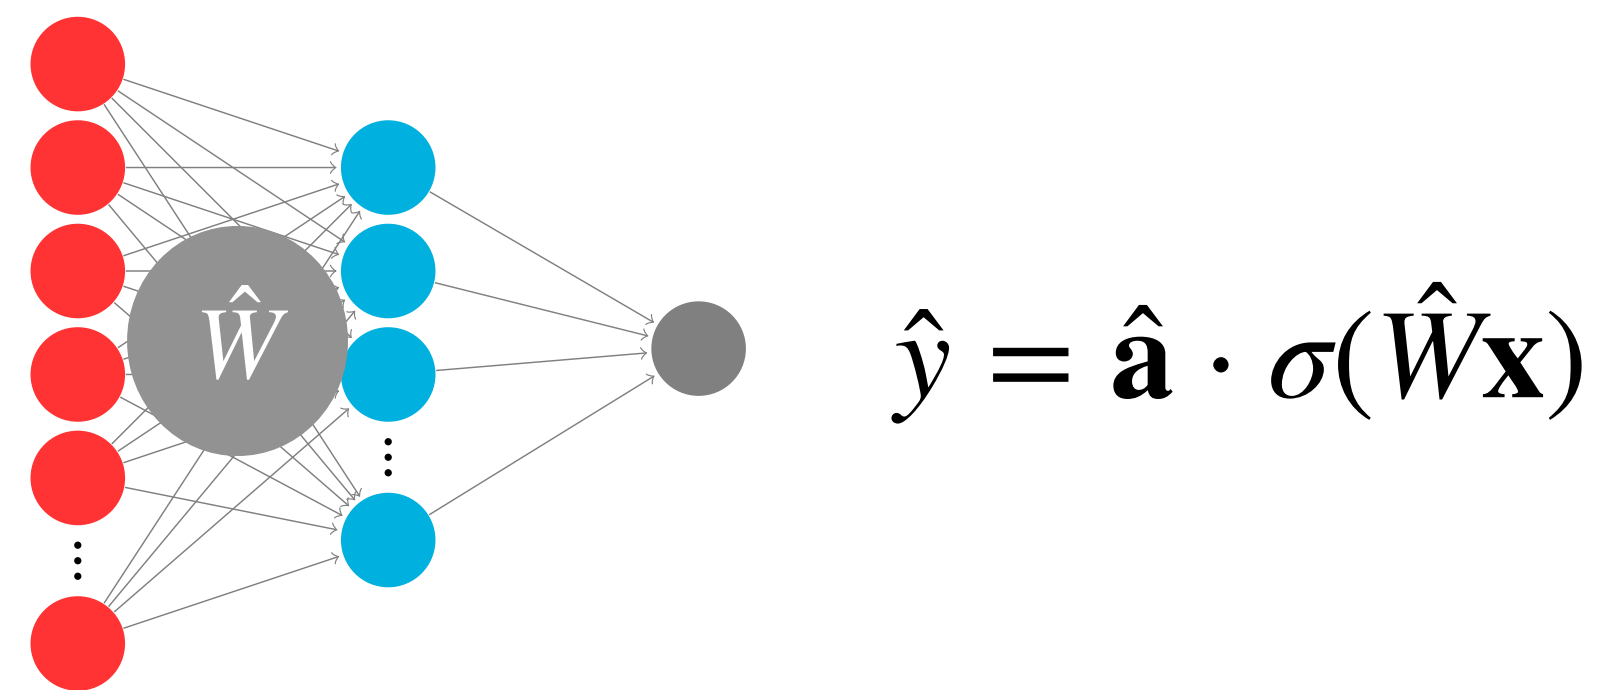 Ŵ
ŷ = 𝐚̂ · σ(Ŵ𝐱)